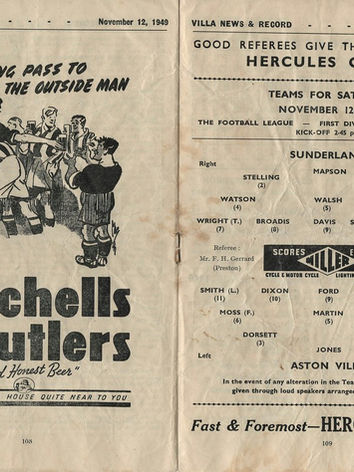 November 12, 1949
NG PASS TO
THE OUTSIDE MAN
chells
utlers
d Honest Beer"
HOUSE QUITE NEAR TO YOU
108
VILLA NEWS & RECORD
GOOD REFEREES GIVE TH
HERCULES C
TEAMS FOR SAT
NOVEMBER 12
THE FOOTBALL LEAGUE — FIRST DIV
KICK-OFF 2.45 p
SUNDERLAN
Right
MAPSON
STELLING
(2)
WATSON WALSH
(4) (5)
WRIGHT (T.) BROADIS DAVIS S
(7) (8) (9)
Referee :
Mr. F. H. Gerrard
(Preston)
SCORES
MILLER
CYCLE & MOTOR CYCLE LIGHTING
SMITH (L.) DIXON FORD
(11) (10) (9)
MOSS (F.) MARTIN
(6) (5)
DORSETT
(3)
JONES
Left
ASTON VIL
In the event of any alteration in the Tea
given through loud speakers arranged
Fast & Foremost—HERC
109